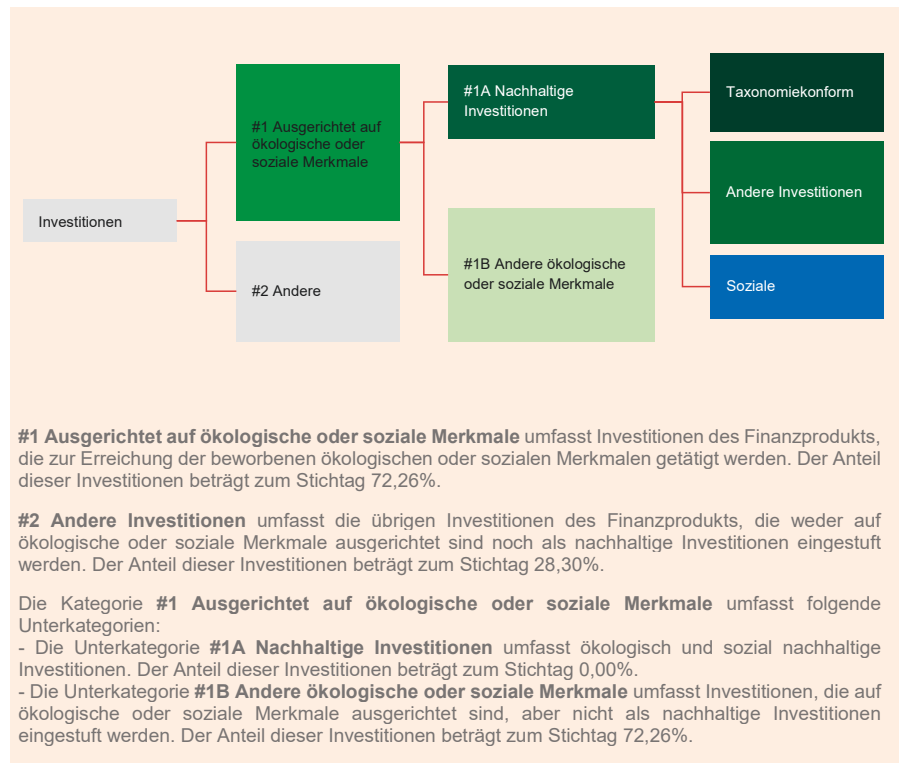 #1 Ausgerichtet auf
ökologische oder
soziale Merkmale
#1A Nachhaltige
Investitionen
Taxonomiekonform
Andere Investitionen
Investitionen
#2 Andere
#1B Andere ökologische
oder soziale Merkmale
Soziale
#1 Ausgerichtet auf ökologische oder soziale Merkmale umfasst Investitionen des Finanzprodukts,
die zur Erreichung der beworbenen ökologischen oder sozialen Merkmalen getätigt werden. Der Anteil
dieser Investitionen beträgt zum Stichtag 72,26%.
#2 Andere Investitionen umfasst die übrigen Investitionen des Finanzprodukts, die weder auf
ökologische oder soziale Merkmale ausgerichtet sind noch als nachhaltige Investitionen eingestuft
werden. Der Anteil dieser Investitionen beträgt zum Stichtag 28,30%.
Die Kategorie #1 Ausgerichtet auf ökologische oder soziale Merkmale umfasst folgende
Unterkategorien:
- Die Unterkategorie #1A Nachhaltige Investitionen umfasst ökologisch und sozial nachhaltige
Investitionen. Der Anteil dieser Investitionen beträgt zum Stichtag 0,00%.
- Die Unterkategorie #1B Andere ökologische oder soziale Merkmale umfasst Investitionen, die auf
ökologische oder soziale Merkmale ausgerichtet sind, aber nicht als nachhaltige Investitionen
eingestuft werden. Der Anteil dieser Investitionen beträgt zum Stichtag 72,26%.